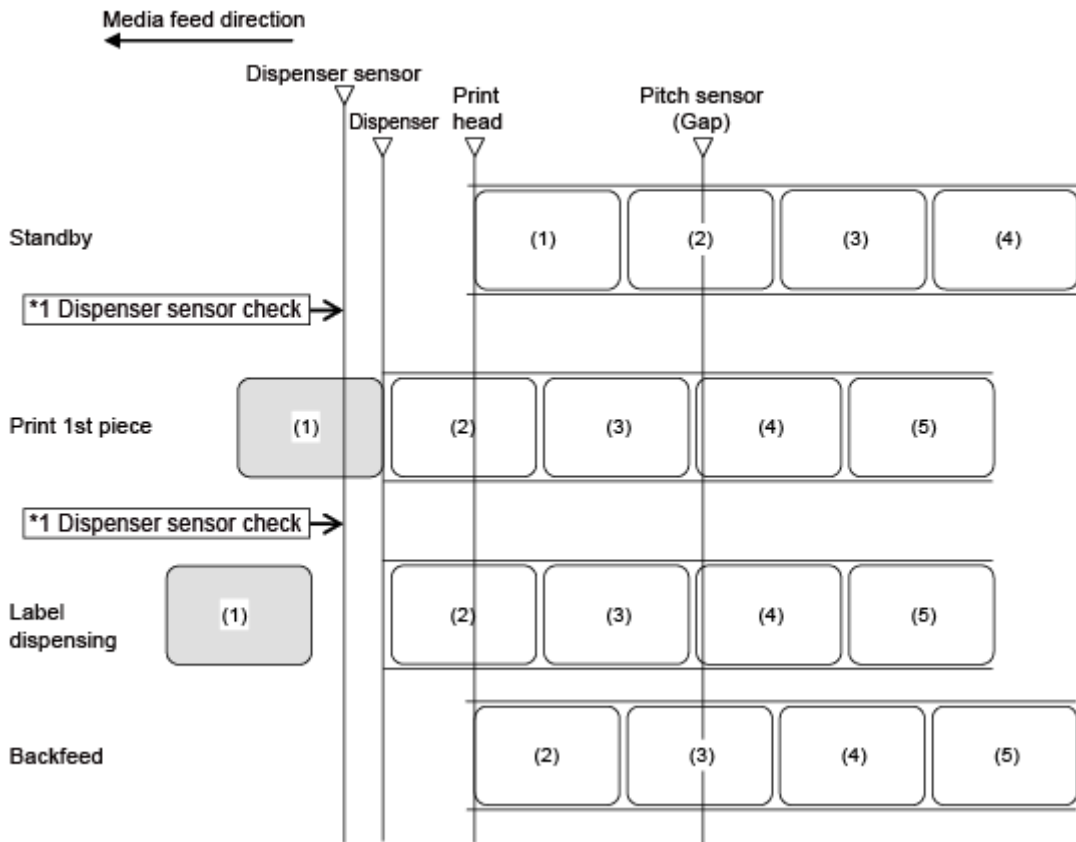 Media feed direction
Dispenser sensor
Dispenser
Print
head
Pitch sensor
(Gap)
Standby
(1)
(2)
(3)
(4)
*1 Dispenser sensor check
Print 1st piece
(1)
(2)
(3)
(4)
(5)
*1 Dispenser sensor check
Label
dispensing
(1)
(2)
(3)
(4)
(5)
Backfeed
(2)
(3)
(4)
(5)